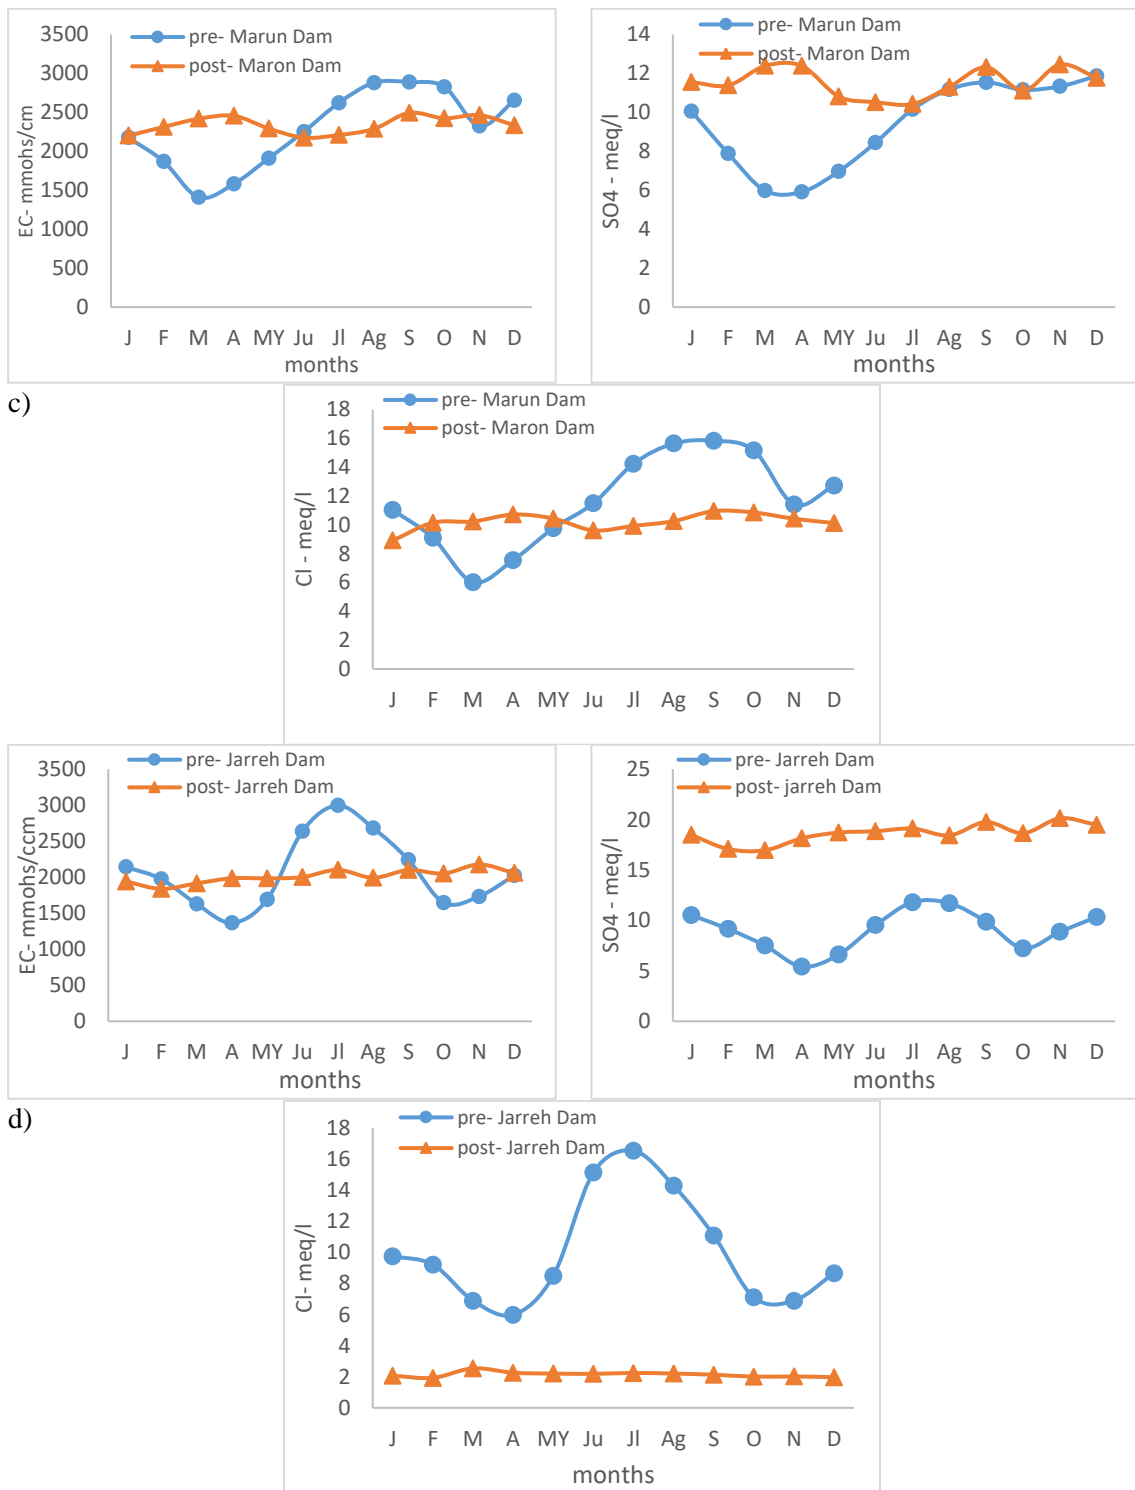 3500
3000
2500
2000
1500
1000
500
0
EC- mmohs/cm
pre- Marun Dam
post- Maron Dam
J F M A MY Ju Jl Ag S O N D
months
14
12
10
8
6
4
2
0
SO4 - meq/l
pre- Marun Dam
post- Maron Dam
J F M A MY Ju Jl Ag S O N D
months
c)
18
16
14
12
10
8
6
4
2
0
Cl - meq/l
pre- Marun Dam
post- Maron Dam
J F M A MY Ju Jl Ag S O N D
3500
3000
2500
2000
1500
1000
500
0
EC- mmohs/ccm
pre- Jarreh Dam
post- Jarreh Dam
J F M A MY Ju Jl Ag S O N D
months
25
20
15
10
5
0
SO4 - meq/l
pre- Jarreh Dam
post- jarreh Dam
J F M A MY Ju Jl Ag S O N D
months
d)
18
16
14
12
10
8
6
4
2
0
Cl- meq/l
pre- Jarreh Dam
post- Jarreh Dam
J F M A MY Ju Jl Ag S O N D
months